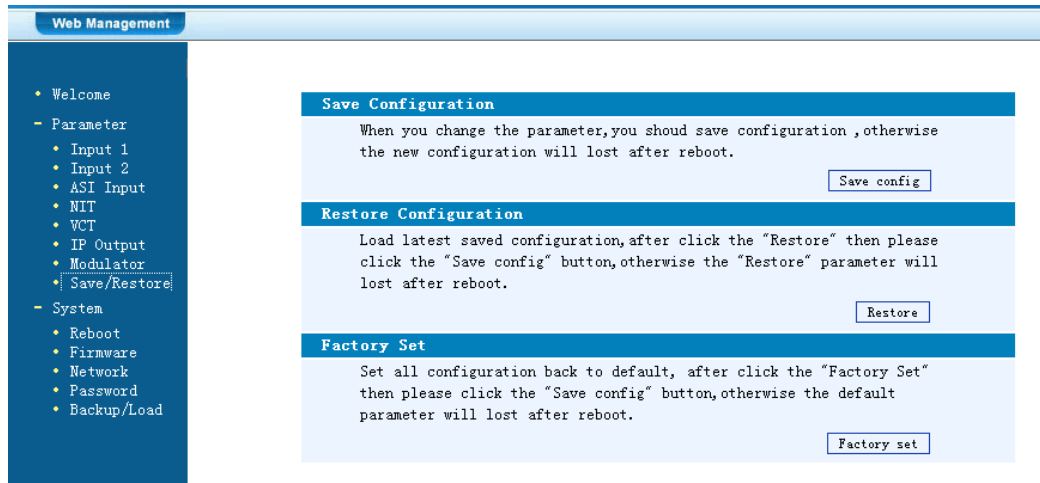 Web Management
Welcome
Parameter
Input 1
Input 2
ASI Input
NIT
VCT
IP Output
Modulator
Save/Restore
System
Reboot
Firmware
Network
Password
Backup/Load
Save Configuration
When you change the parameter,you shoud save configuration ,otherwise
the new configuration will lost after reboot.
Save config
Restore Configuration
Load latest saved configuration,after click the "Restore" then please
click the "Save config" button,otherwise the "Restore" parameter will
lost after reboot.
Restore
Factory Set
Set all configuration back to default, after click the "Factory Set"
then please click the "Save config" button,otherwise the default
parameter will lost after reboot.
Factory set